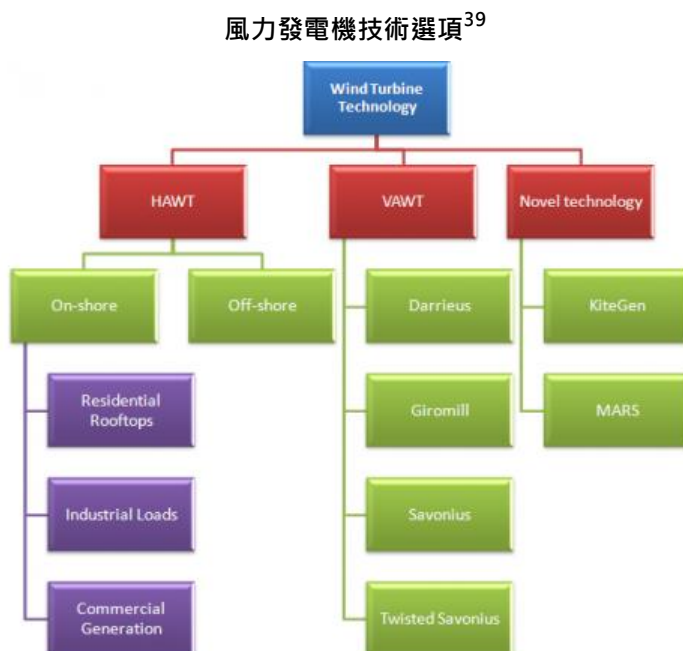 風力發電機技術選項39
Wind Turbine
Technology
HAWT
VAWT
Novel technology
On-shore
Off-shore
Darrieus
KiteGen
Residential
Rooftops
Giromill
MARS
Industrial Loads
Savonius
Commercial
Generation
Twisted Savonius